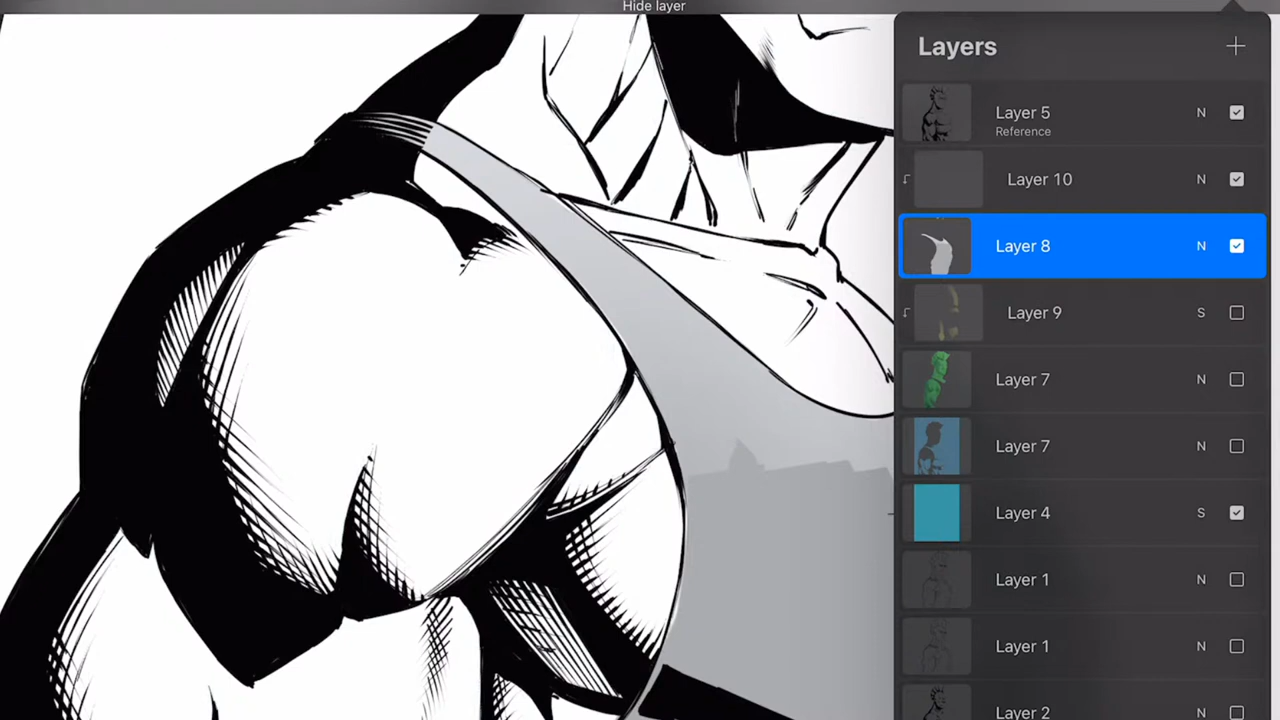 Hide layer
Layers
Layer 5 N
Reference
Layer 10 N
Layer 8 N
Layer 9 S
Layer 7 N
Layer 7 N
Layer 4 S
Layer 1 N
Layer 1 N
Layer 2 N